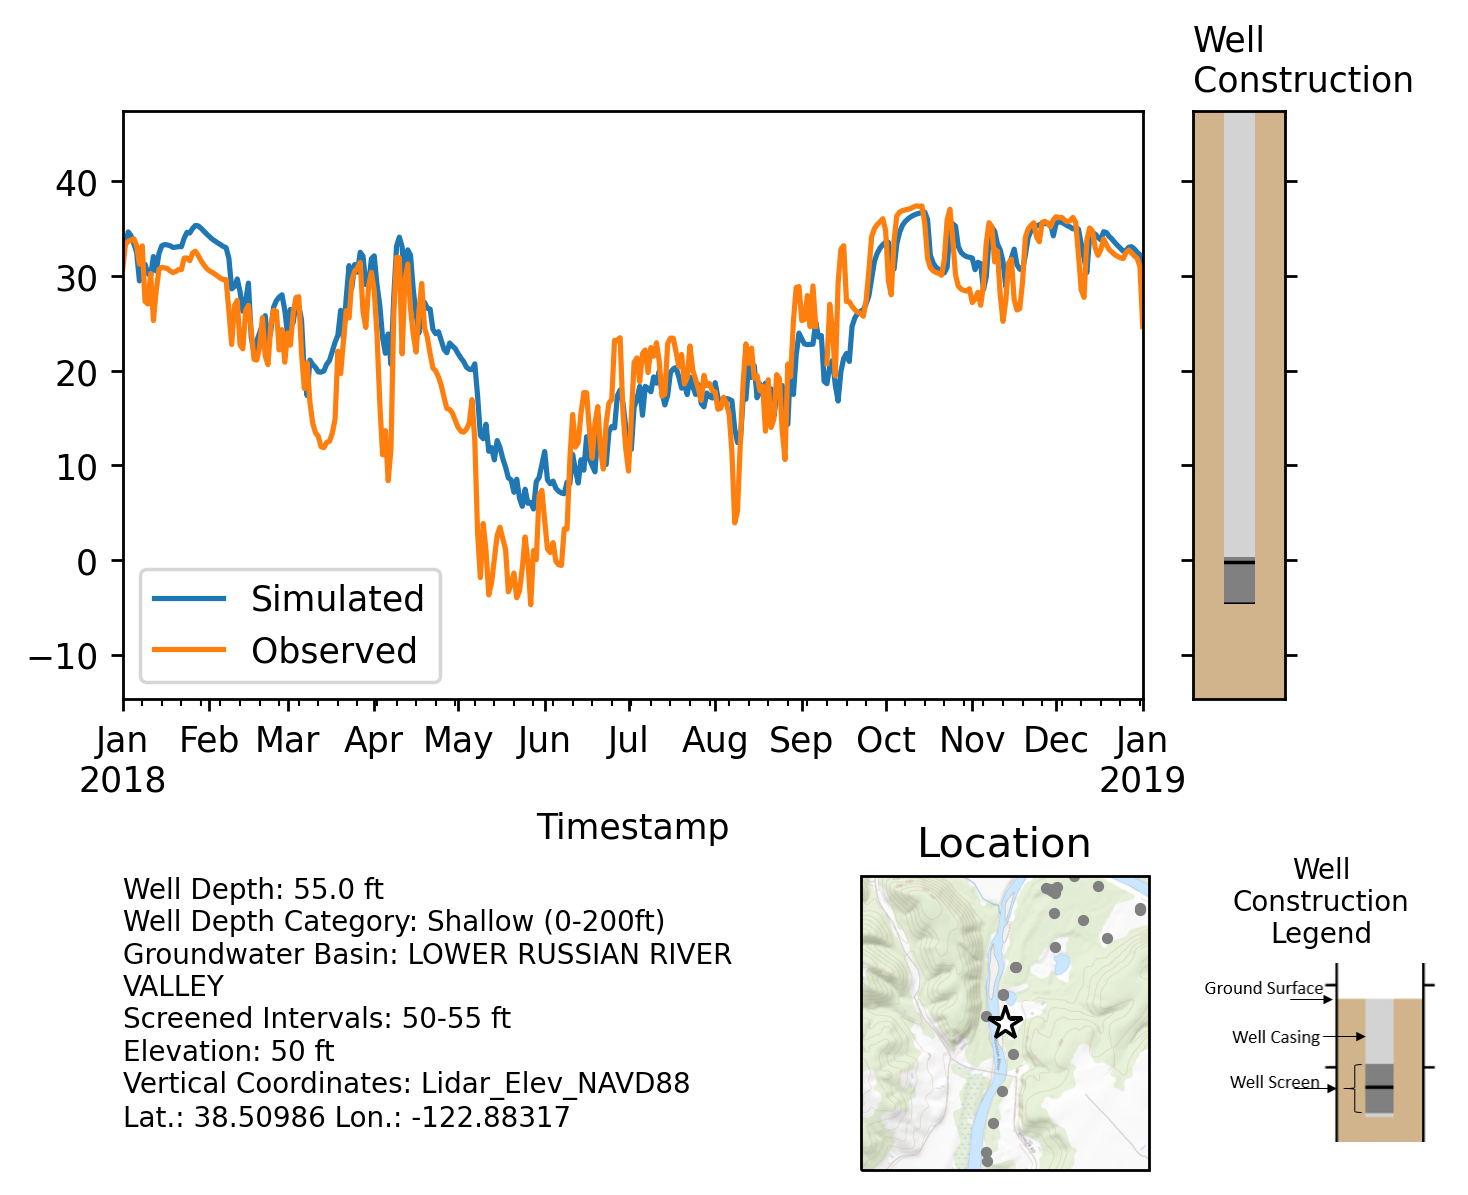 Well
Construction
40
30
20
10
0
−10
Simulated
Observed
Jan Feb Mar Apr May Jun Jul Aug Sep Oct Nov Dec Jan
2018 2019
Timestamp
Well Depth: 55.0 ft
Well Depth Category: Shallow (0-200ft)
Groundwater Basin: LOWER RUSSIAN RIVER
VALLEY
Screened Intervals: 50-55 ft
Elevation: 50 ft
Vertical Coordinates: Lidar_Elev_NAVD88
Lat.: 38.50986 Lon.: -122.88317
Location
Well
Construction
Legend
Ground Surface
Well Casing
Well Screen